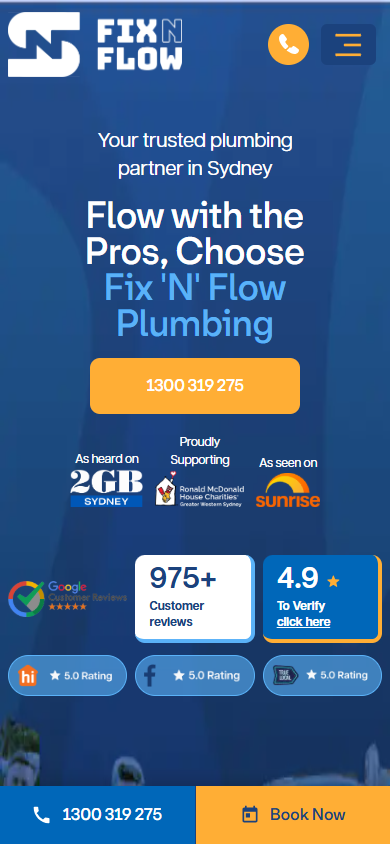 FIX N
FLOW
Your trusted plumbing
partner in Sydney
Flow with the
Pros, Choose
Fix 'N' Flow
Plumbing
1300 319 275
As heard on
2GB
SYDNEY
Proudly
Supporting
Ronald McDonald
House Charities®
Greater Western Sydney
As seen on
sunrise
Google
Customer Reviews
975+
Customer
reviews
4.9
To Verify
click here
hi
5.0 Rating
5.0 Rating
TRUE
LOCAL
5.0 Rating
1300 319 275
Book Now